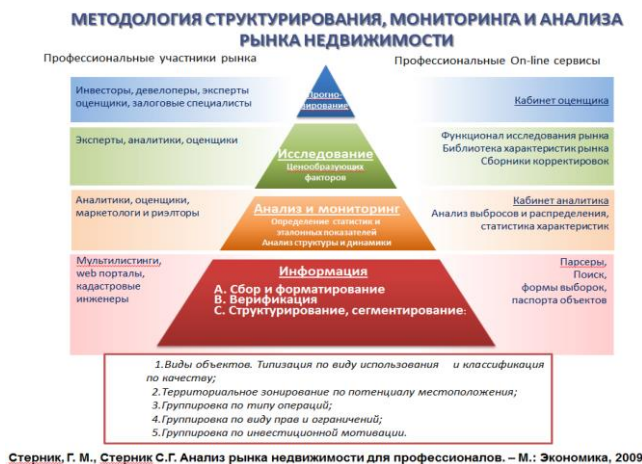 МЕТОДОЛОГИЯ СТРУКТУРИРОВАНИЯ, МОНИТОРИНГА И АНАЛИЗА
РЫНКА НЕДВИЖИМОСТИ
Профессиональные участники рынка
Профессиональные On-line сервисы
Инвесторы, девелоперы, эксперты
оценщики, залоговые специалисты
Прогно-
зирование
Кабинет оценщика
Эксперты, аналитики, оценщики
Исследование
Ценообразующих
факторов
Функционал исследования рынка
Библиотека характеристик рынка
Сборники корректировок
Аналитики, оценщики,
маркетологи и риэлторы
Анализ и мониторинг
Определение статистик и
эталонных показателей
Анализ структуры и динамики
Кабинет аналитика
Анализ выбросов и распределения,
статистика характеристик
Мультилистинги,
web порталы,
кадастровые
инженеры
Информация
A. Сбор и форматирование
B. Верификация
C. Структурирование, сегментирование:
Парсеры,
Поиск,
формы выборок,
паспорта объектов
1.Виды объектов. Типизация по виду использования и классификация
по качеству;
2.Территориальное зонирование по потенциалу местоположения;
3.Группировка по типу операций;
4.Группировка по виду прав и ограничений;
5.Группировка по инвестиционной мотивации.
Стерник, Г. М., Стерник С.Г. Анализ рынка недвижимости для профессионалов. – М.: Экономика, 2009